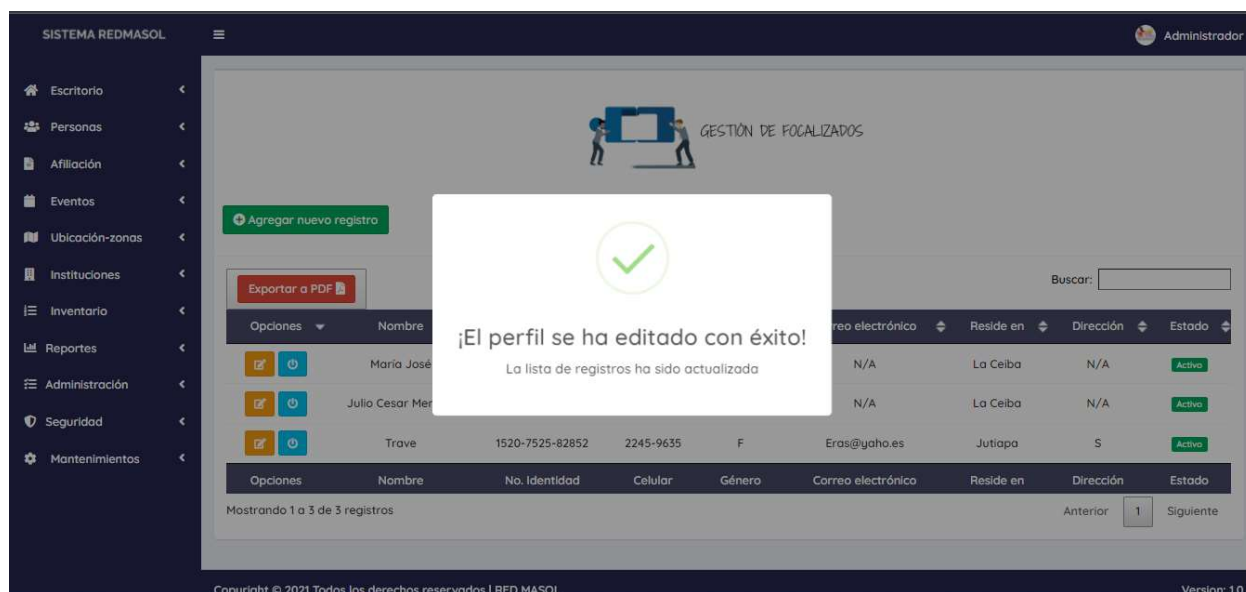 SISTEMA REDMASOL
Administrador
Escritorio
Personas
Afiliación
Eventos
Ubicación-zonas
Instituciones
Inventario
Reportes
Administración
Seguridad
Mantenimientos
GESTIÓN DE FOCALIZADOS
Agregar nuevo registro
Exportar a PDF
Buscar:
¡El perfil se ha editado con éxito!
La lista de registros ha sido actualizada
Opciones Nombre reo electrónico Reside en Dirección Estado
María José N/A La Ceiba N/A Activo
Julio Cesar Mer N/A La Ceiba N/A Activo
Trave 1520-7525-82852 2245-9635 F Eras@yaho.es Jutiapa S Activo
Opciones Nombre No. Identidad Celular Género Correo electrónico Reside en Dirección Estado
Mostrando 1 a 3 de 3 registros
Anterior 1 Siguiente
Copyright © 2021 Todos los derechos reservados | RED MASOL
Version: 1.0